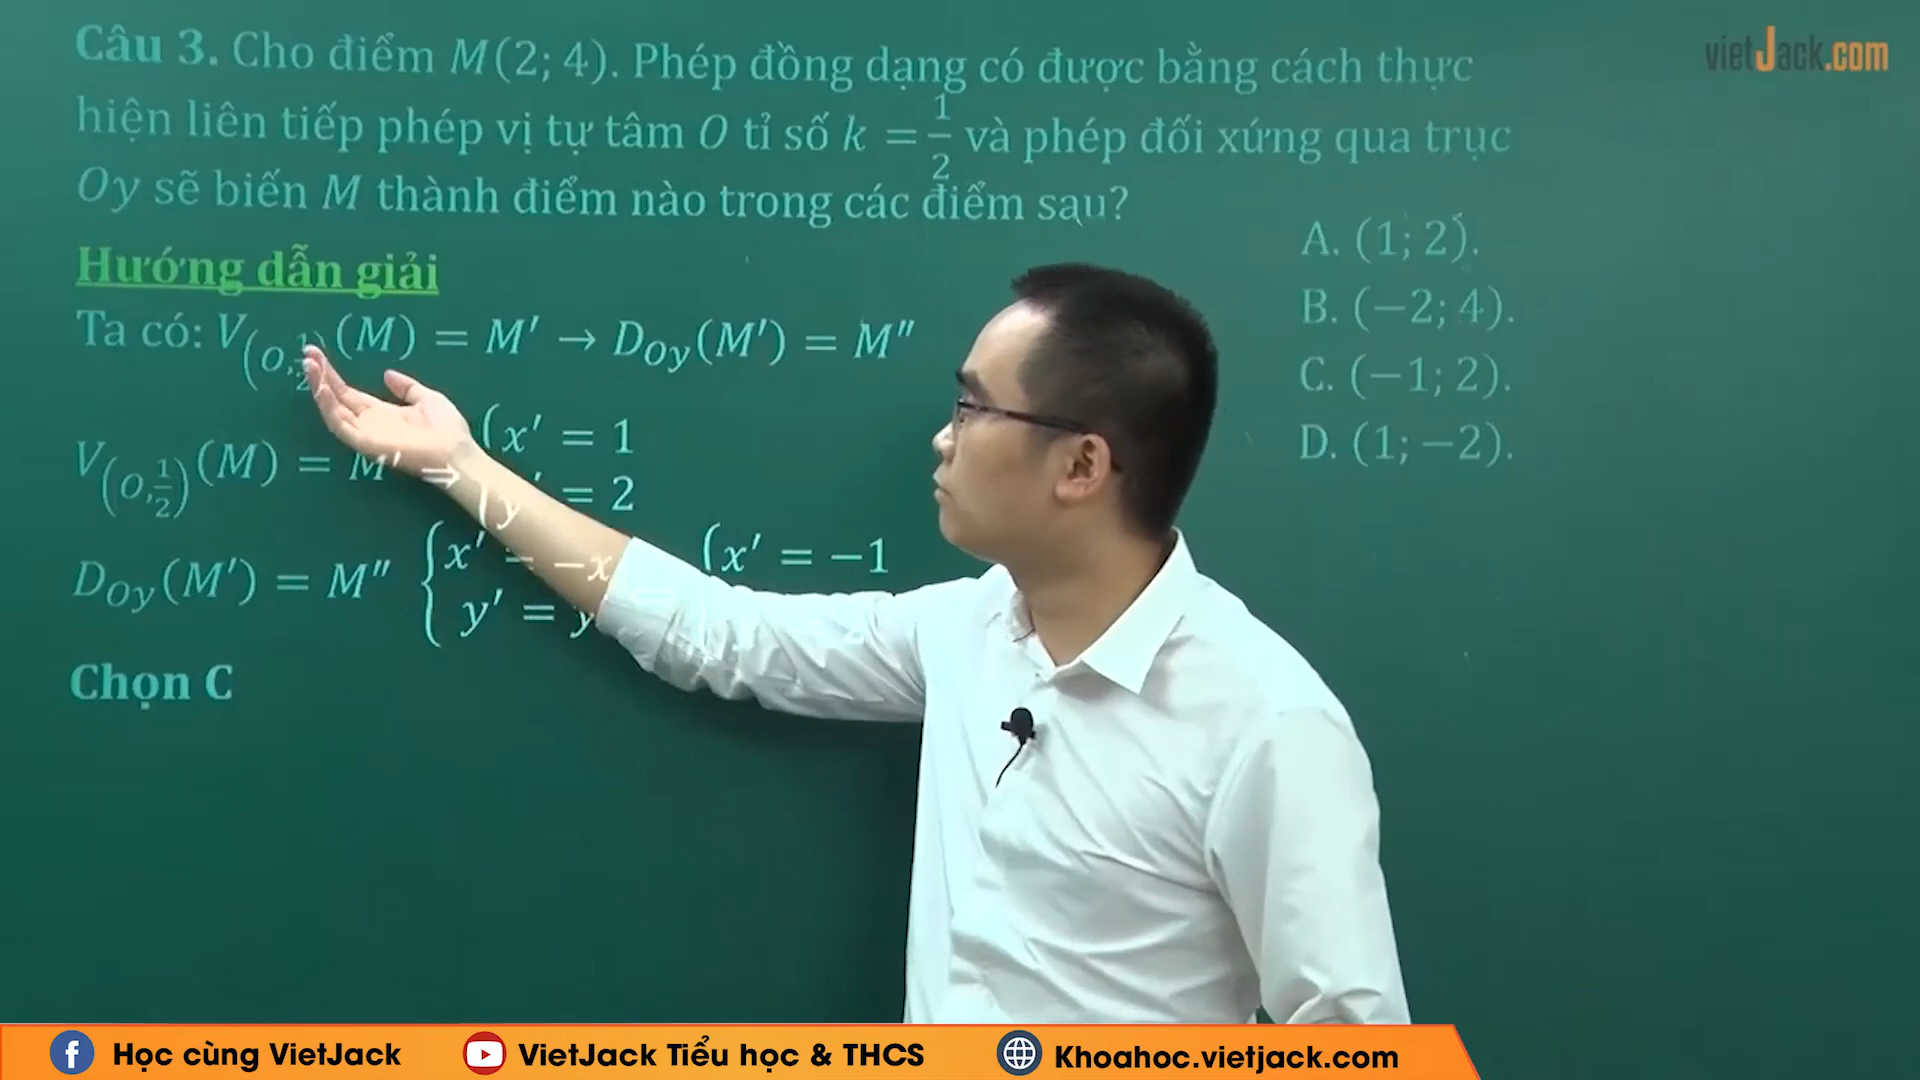 vietJack.com
Câu 3. Cho điểm M(2; 4). Phép đồng dạng có được bằng cách thực
hiện liên tiếp phép vị tự tâm O tỉ số k = 1/2 và phép đối xứng qua trục
Oy sẽ biến M thành điểm nào trong các điểm sau?
A. (1; 2).
B. (−2; 4).
C. (−1; 2).
D. (1; −2).
Hướng dẫn giải
Ta có: V(O,1/2)(M) = M′ → D_Oy(M′) = M″
V(O,1/2)(M) = M′ ⇒ { x′ = 1
y′ = 2
D_Oy(M′) = M″ { x′ = −x { x′ = −1
y′ = y
Chọn C
Học cùng VietJack
VietJack Tiểu học & THCS
Khoahoc.vietjack.com